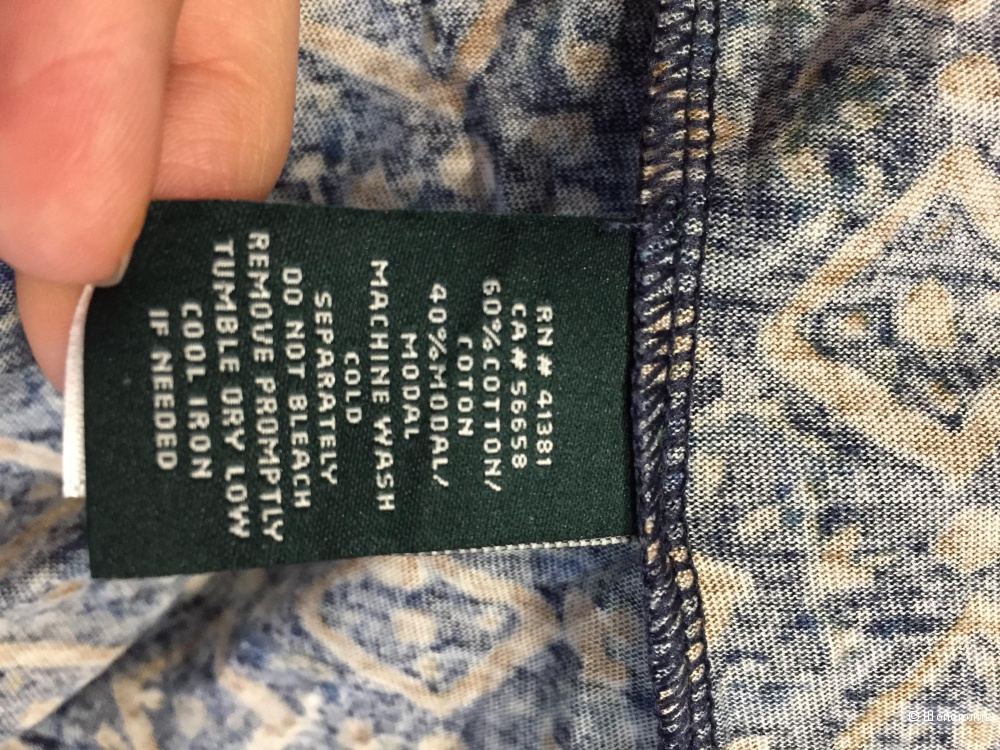 RN# 41381
CA# 56658
60%COTTON/
COTON
40%MODAL/
MODAL
MACHINE WASH
COLD
SEPARATELY
DO NOT BLEACH
REMOVE PROMPTLY
TUMBLE DRY LOW
COOL IRON
IF NEEDED